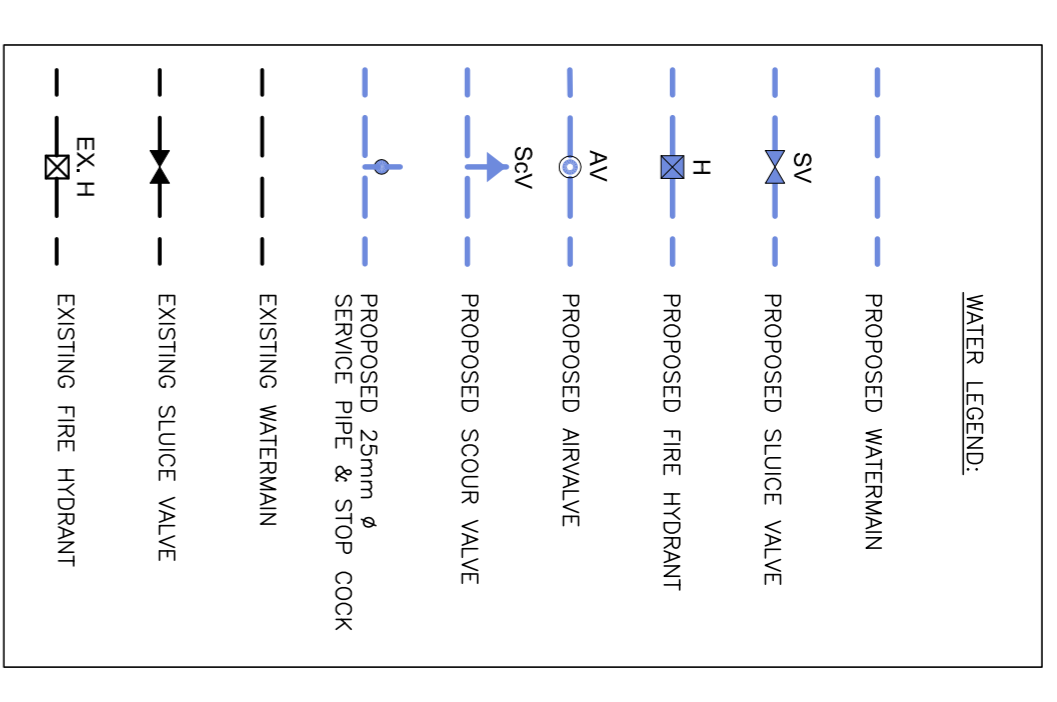 WATER LEGEND:
PROPOSED WATERMAIN
SV
PROPOSED SLUICE VALVE
H
PROPOSED FIRE HYDRANT
AV
PROPOSED AIRVALVE
ScV
PROPOSED SCOUR VALVE
PROPOSED 25mm ø
SERVICE PIPE & STOP COCK
EXISTING WATERMAIN
EXISTING SLUICE VALVE
EX. H
EXISTING FIRE HYDRANT